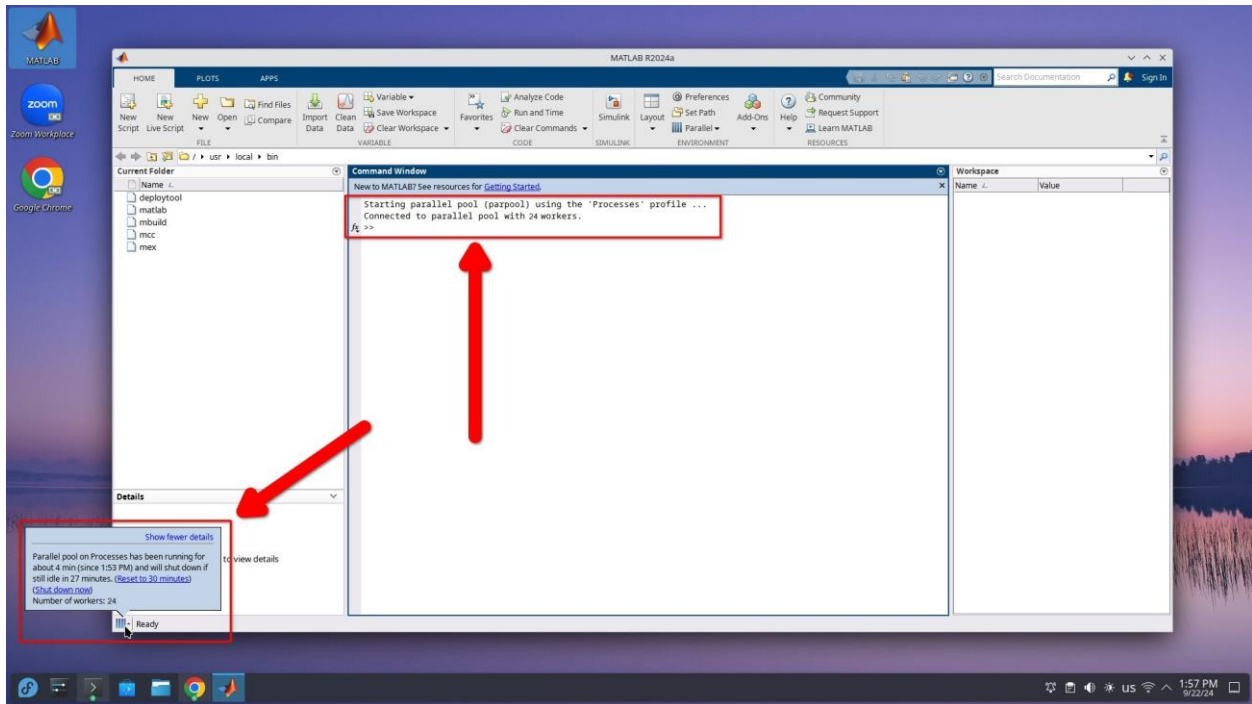 MATLAB
zoom
Zoom Workplace
Google Chrome
MATLAB R2024a
HOME PLOTS APPS
Search Documentation
Sign In
New Script
New Live Script
New
Open
Find Files
Compare
Import Data
Clean Data
Variable
Save Workspace
Clear Workspace
Favorites
Analyze Code
Run and Time
Clear Commands
Simulink
Layout
Preferences
Set Path
Parallel
Add-Ons
Help
Community
Request Support
Learn MATLAB
FILE VARIABLE CODE SIMULINK ENVIRONMENT RESOURCES
/ usr local bin
Current Folder
Name
deploytool
matlab
mbuild
mcc
mex
Command Window
New to MATLAB? See resources for Getting Started.
Starting parallel pool (parpool) using the 'Processes' profile ...
Connected to parallel pool with 24 workers.
fx >>
Workspace
Name Value
Details
to view details
Show fewer details
Parallel pool on Processes has been running for
about 4 min (since 1:53 PM) and will shut down if
still idle in 27 minutes. (Reset to 30 minutes)
(Shut down now)
Number of workers: 24
Ready
US
1:57 PM
9/22/24